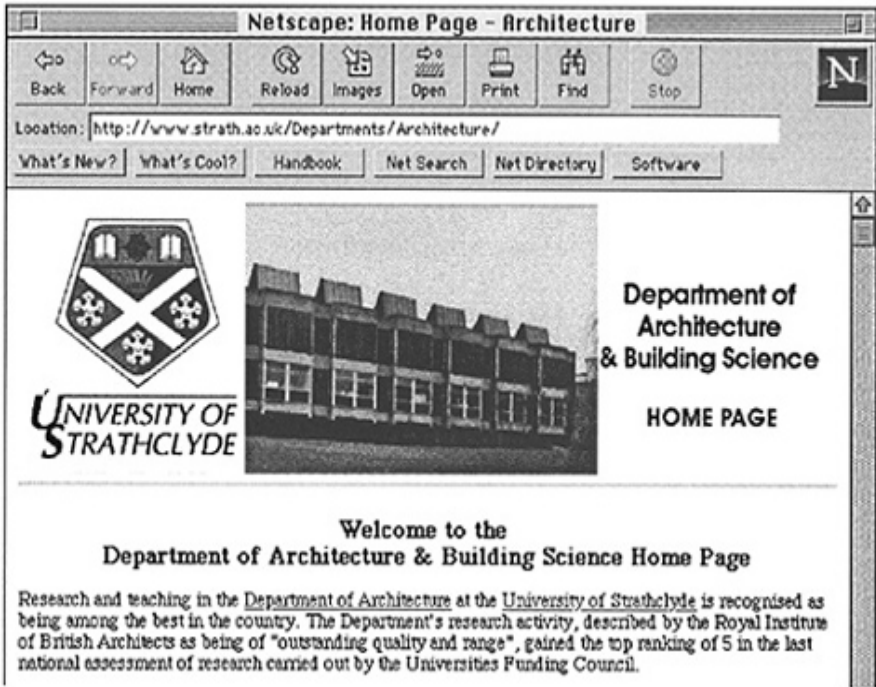 Netscape: Home Page - Architecture
Back Forward Home Reload Images Open Print Find Stop
N
Location: http://www.strath.ac.uk/Departments/Architecture/
What's New? What's Cool? Handbook Net Search Net Directory Software
Department of
Architecture
& Building Science
HOME PAGE
UNIVERSITY OF
STRATHCLYDE
Welcome to the
Department of Architecture & Building Science Home Page
Research and teaching in the Department of Architecture at the University of Strathclyde is recognised as
being among the best in the country. The Department's research activity, described by the Royal Institute
of British Architects as being of "outstanding quality and range", gained the top ranking of 5 in the last
national assessment of research carried out by the Universities Funding Council.